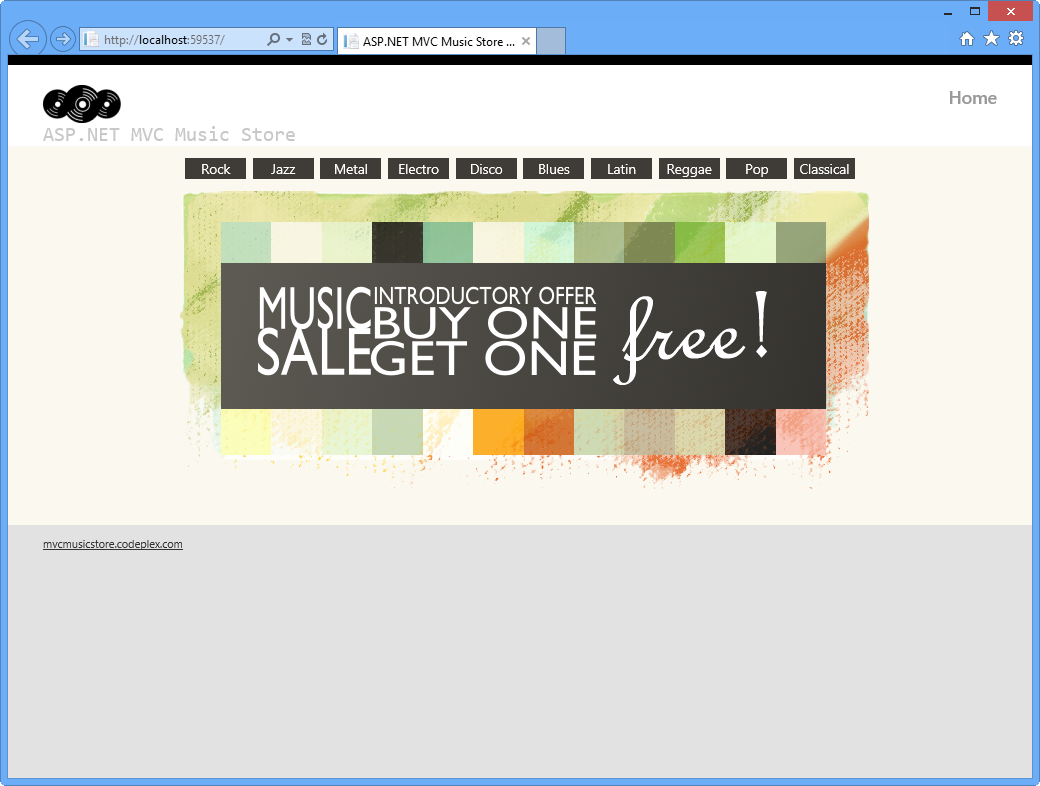 http://localhost:59537/
ASP.NET MVC Music Store ...
Home
ASP.NET MVC Music Store
Rock Jazz Metal Electro Disco Blues Latin Reggae Pop Classical
MUSIC INTRODUCTORY OFFER
BUY ONE free!
SALE GET ONE
mvcmusicstore.codeplex.com